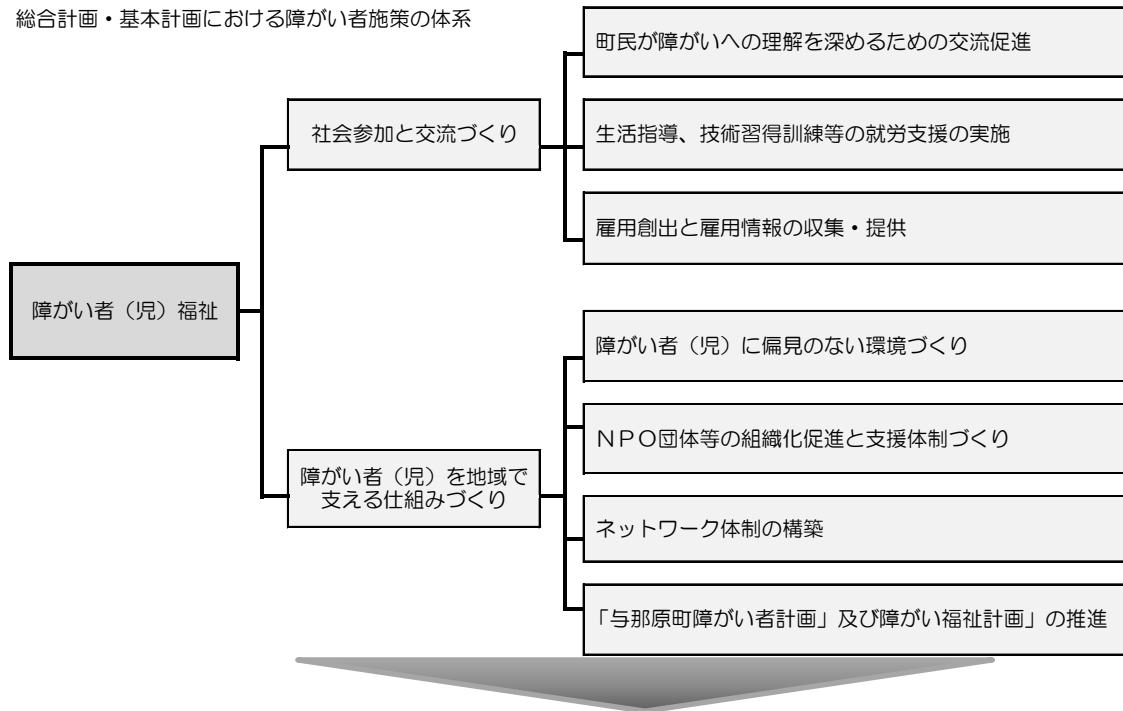 総合計画・基本計画における障がい者施策の体系
町民が障がいへの理解を深めるための交流促進
社会参加と交流づくり
生活指導、技術習得訓練等の就労支援の実施
雇用創出と雇用情報の収集・提供
障がい者（児）福祉
障がい者（児）に偏見のない環境づくり
ＮＰＯ団体等の組織化促進と支援体制づくり
障がい者（児）を地域で
支える仕組みづくり
ネットワーク体制の構築
「与那原町障がい者計画」及び障がい福祉計画」の推進